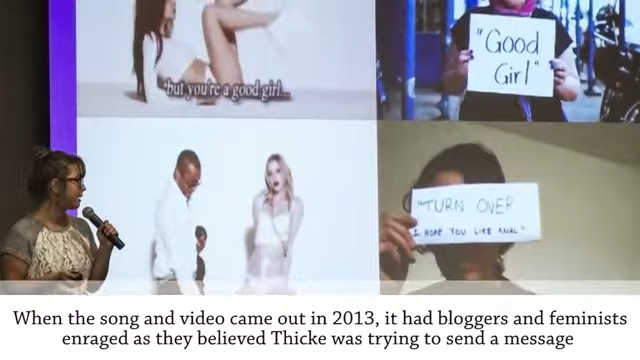 "Good
Girl"
but you're a good girl...
"TURN OVER
I HOPE YOU LIKE ANAL"
When the song and video came out in 2013, it had bloggers and feminists
enraged as they believed Thicke was trying to send a message